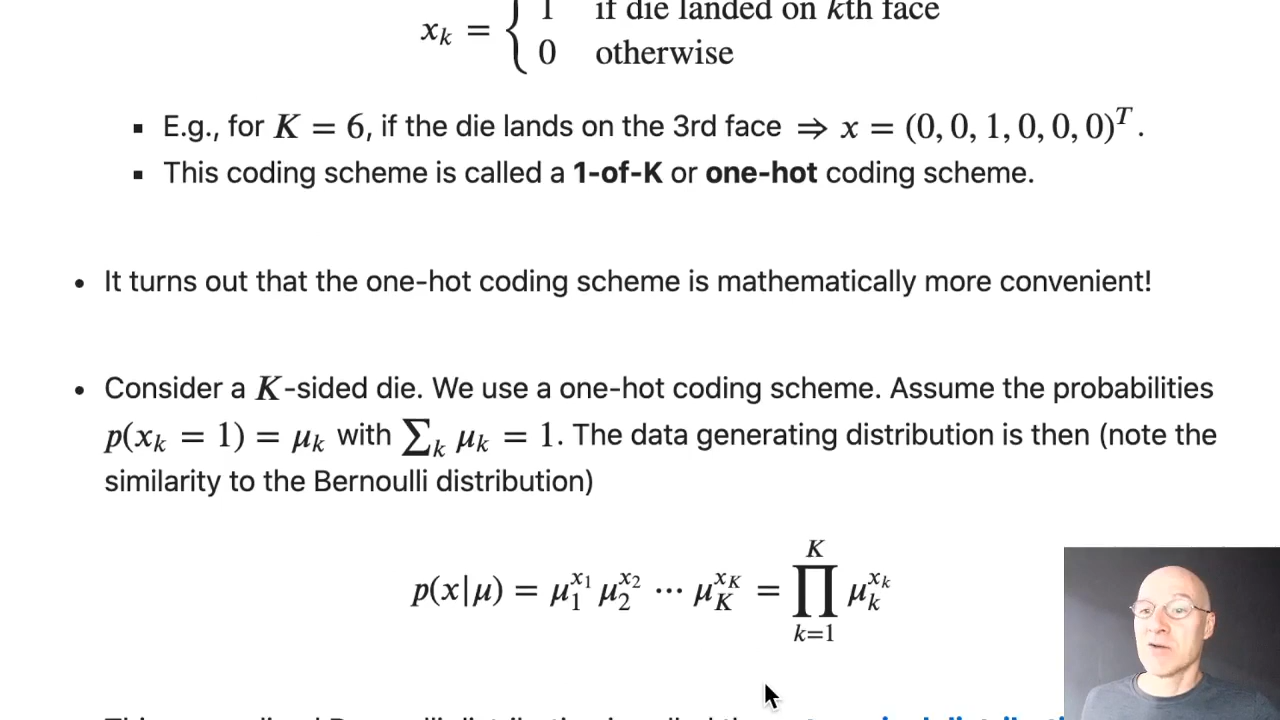 x_k = { 1 if die landed on kth face
0 otherwise
▪ E.g., for K = 6, if the die lands on the 3rd face ⇒ x = (0, 0, 1, 0, 0, 0)^T .
▪ This coding scheme is called a 1-of-K or one-hot coding scheme.
• It turns out that the one-hot coding scheme is mathematically more convenient!
• Consider a K-sided die. We use a one-hot coding scheme. Assume the probabilities
p(x_k = 1) = μ_k with ∑_k μ_k = 1. The data generating distribution is then (note the
similarity to the Bernoulli distribution)
p(x|μ) = μ_1^{x_1} μ_2^{x_2} ⋯ μ_K^{x_K} = ∏_{k=1}^{K} μ_k^{x_k}